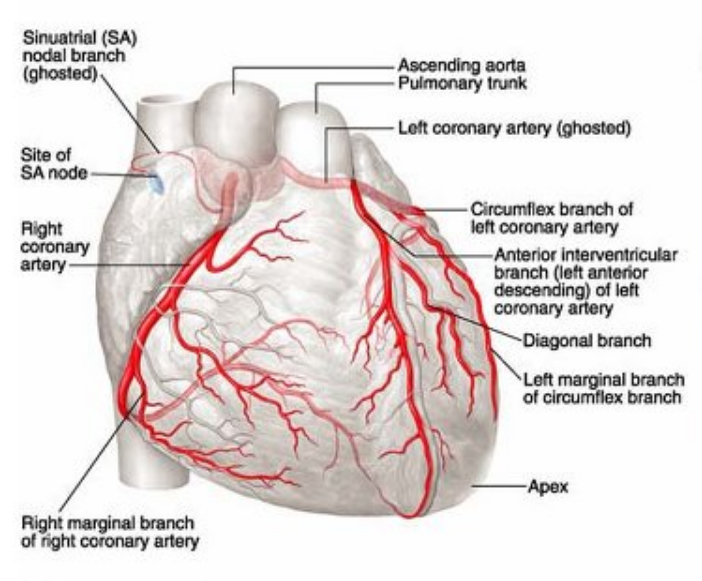 Sinuatrial (SA)
nodal branch
(ghosted)
Ascending aorta
Pulmonary trunk
Left coronary artery (ghosted)
Site of
SA node
Circumflex branch of
left coronary artery
Right
coronary
artery
Anterior interventricular
branch (left anterior
descending) of left
coronary artery
Diagonal branch
Left marginal branch
of circumflex branch
Apex
Right marginal branch
of right coronary artery